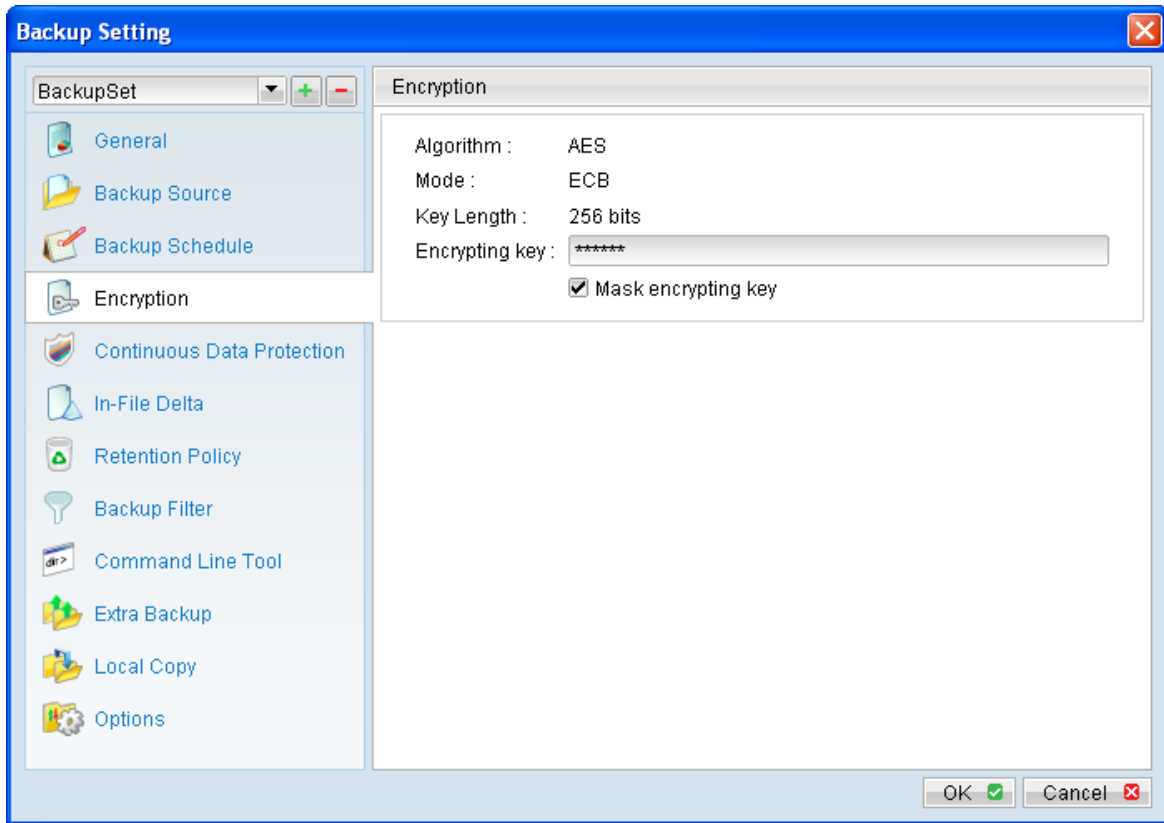 Backup Setting
BackupSet
General
Backup Source
Backup Schedule
Encryption
Continuous Data Protection
In-File Delta
Retention Policy
Backup Filter
dir>
Command Line Tool
Extra Backup
Local Copy
Options
Encryption
Algorithm : AES
Mode : ECB
Key Length : 256 bits
Encrypting key : ******
Mask encrypting key
OK
Cancel